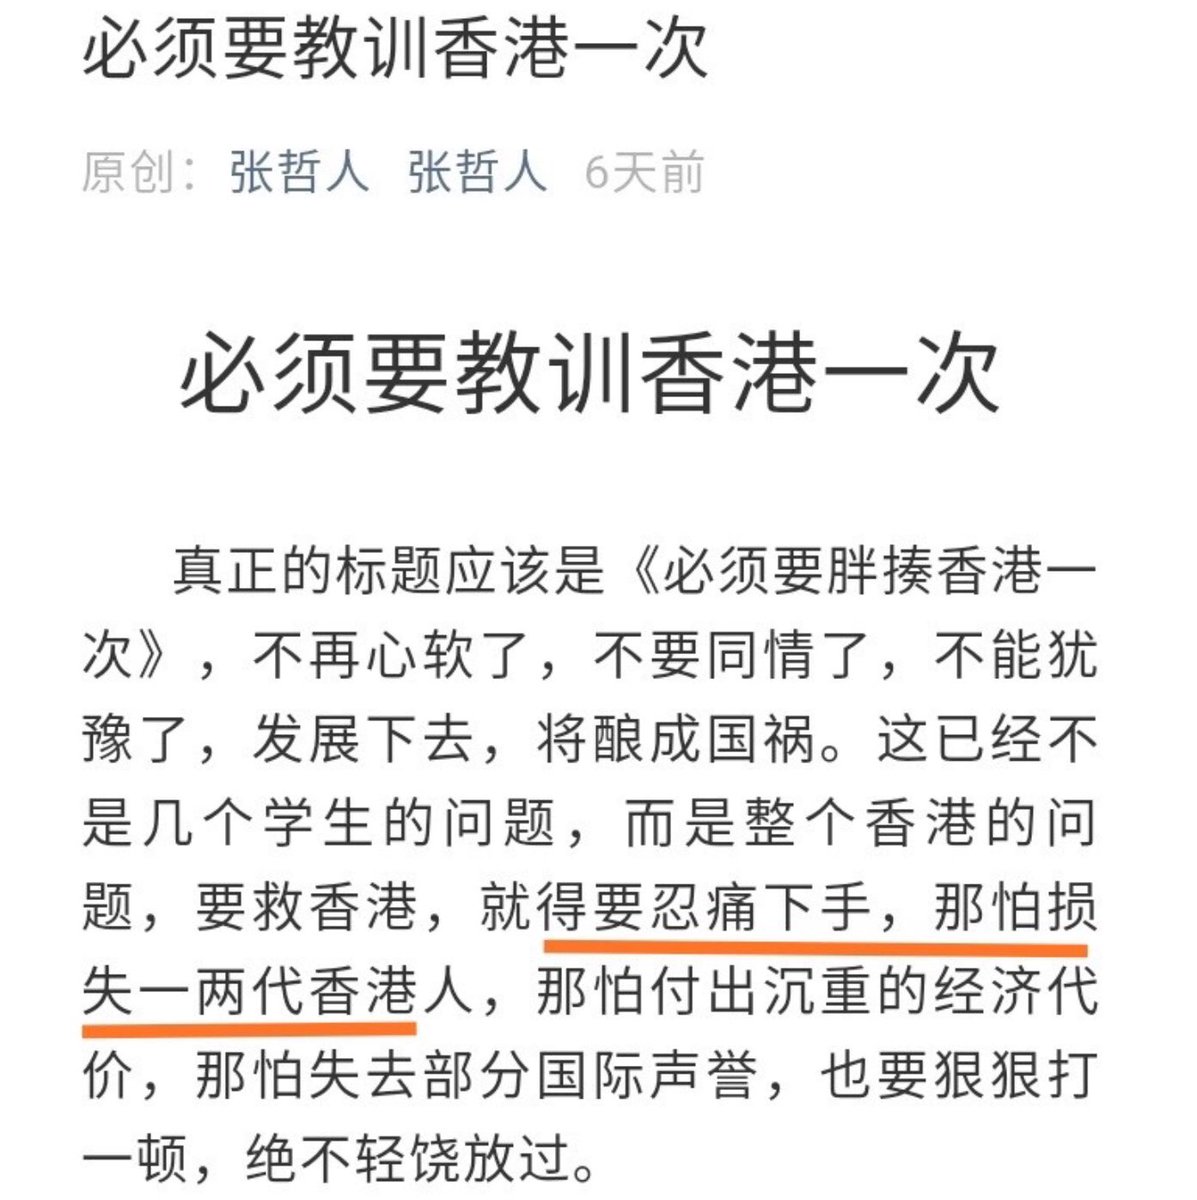 必须要教训香港一次
原创： 张哲人 张哲人 6天前
必须要教训香港一次
真正的标题应该是《必须要胖揍香港一
次》，不再心软了，不要同情了，不能犹
豫了，发展下去，将酿成国祸。这已经不
是几个学生的问题，而是整个香港的问
题，要救香港，就得要忍痛下手，那怕损
失一两代香港人，那怕付出沉重的经济代
价，那怕失去部分国际声誉，也要狠狠打
一顿，绝不轻饶放过。